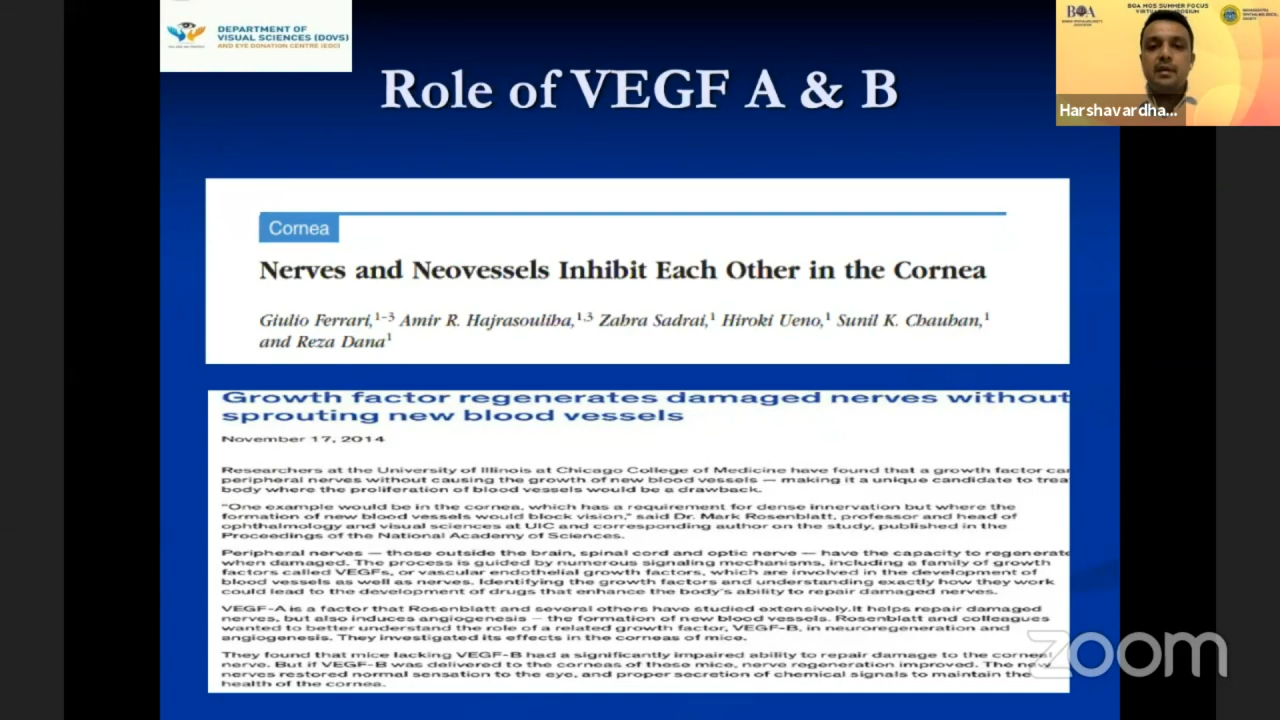 DEPARTMENT OF
VISUAL SCIENCES (DOVS)
AND EYE DONATION CENTRE (EDC)
BOA MGS SUMMER FOCUS
BOA
Harshavardha...
Role of VEGF A & B
Cornea
Nerves and Neovessels Inhibit Each Other in the Cornea
Giulio Ferrari,1–3 Amir R. Hajrasouliha,1,3 Zahra Sadrai,1 Hiroki Ueno,1 Sunil K. Chauhan,1
and Reza Dana1
Growth factor regenerates damaged nerves without
sprouting new blood vessels
November 17, 2014
Researchers at the University of Illinois at Chicago College of Medicine have found that a growth factor can
peripheral nerves without causing the growth of new blood vessels — making it a unique candidate to treat
body where the proliferation of blood vessels would be a drawback.
"One example would be in the cornea, which has a requirement for dense innervation but where the
formation of new blood vessels would block vision," said Dr. Mark Rosenblatt, professor and head of
ophthalmology and visual sciences at UIC and corresponding author on the study, published in the
Proceedings of the National Academy of Sciences.
Peripheral nerves — those outside the brain, spinal cord and optic nerve — have the capacity to regenerate
when damaged. The process is guided by numerous signaling mechanisms, including a family of growth
factors called VEGFs, or vascular endothelial growth factors, which are involved in the development of
blood vessels as well as nerves. Identifying the growth factors and understanding exactly how they work
could lead to the development of drugs that enhance the body's ability to repair damaged nerves.
VEGF-A is a factor that Rosenblatt and several others have studied extensively.It helps repair damaged
nerves, but also induces angiogenesis — the formation of new blood vessels. Rosenblatt and colleagues
wanted to better understand the role of a related growth factor, VEGF-B, in neuroregeneration and
angiogenesis. They investigated its effects in the corneas of mice.
They found that mice lacking VEGF-B had a significantly impaired ability to repair damage to the corneal
nerve. But if VEGF-B was delivered to the corneas of these mice, nerve regeneration improved. The new
nerves restored normal sensation to the eye, and proper secretion of chemical signals to maintain the
health of the cornea.
zoom